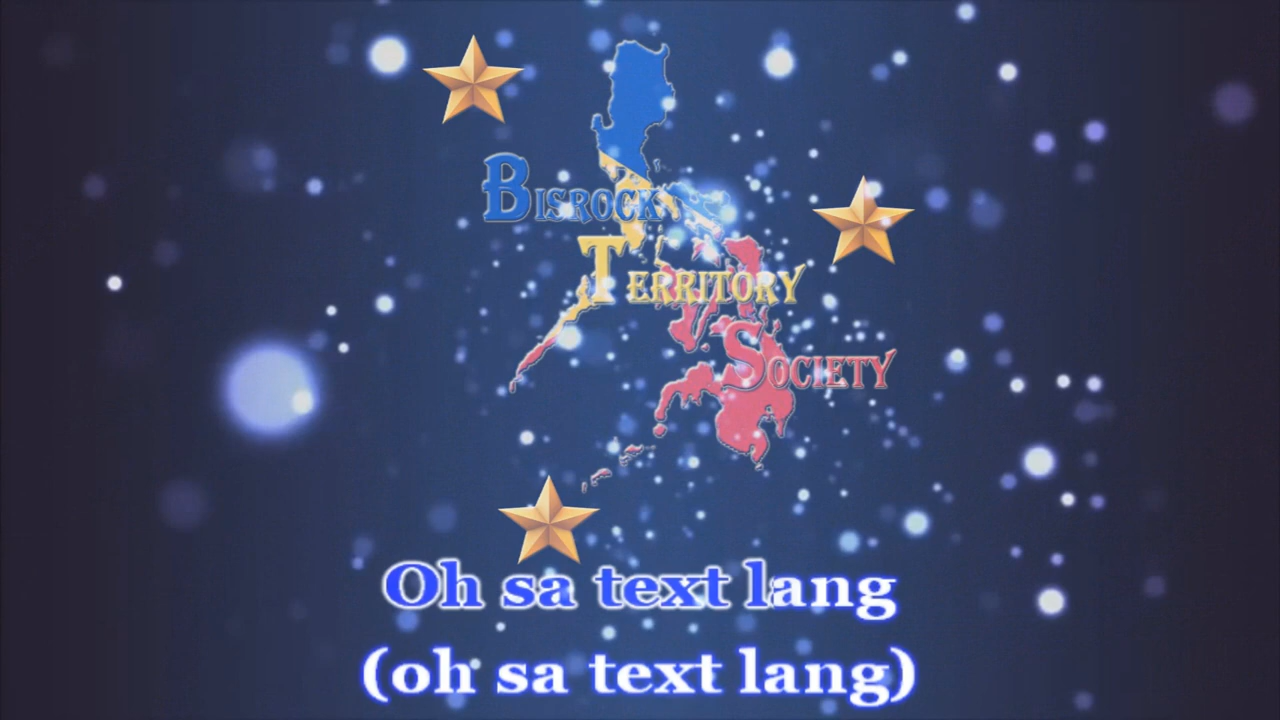 BISROCK
TERRITORY
SOCIETY
Oh sa text lang
(oh sa text lang)